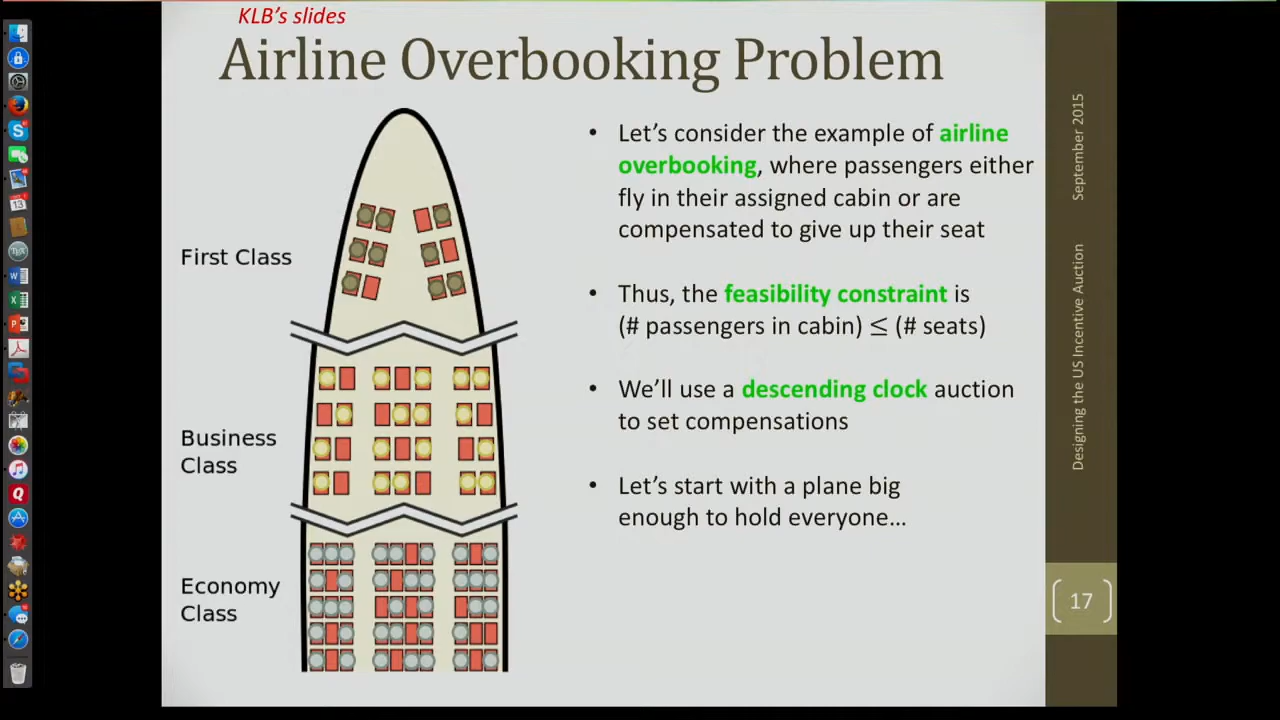 KLB's slides
Airline Overbooking Problem
First Class
Business
Class
Economy
Class
• Let's consider the example of airline
overbooking, where passengers either
fly in their assigned cabin or are
compensated to give up their seat
• Thus, the feasibility constraint is
(# passengers in cabin) ≤ (# seats)
• We'll use a descending clock auction
to set compensations
• Let's start with a plane big
enough to hold everyone…
September 2015
Designing the US Incentive Auction
17